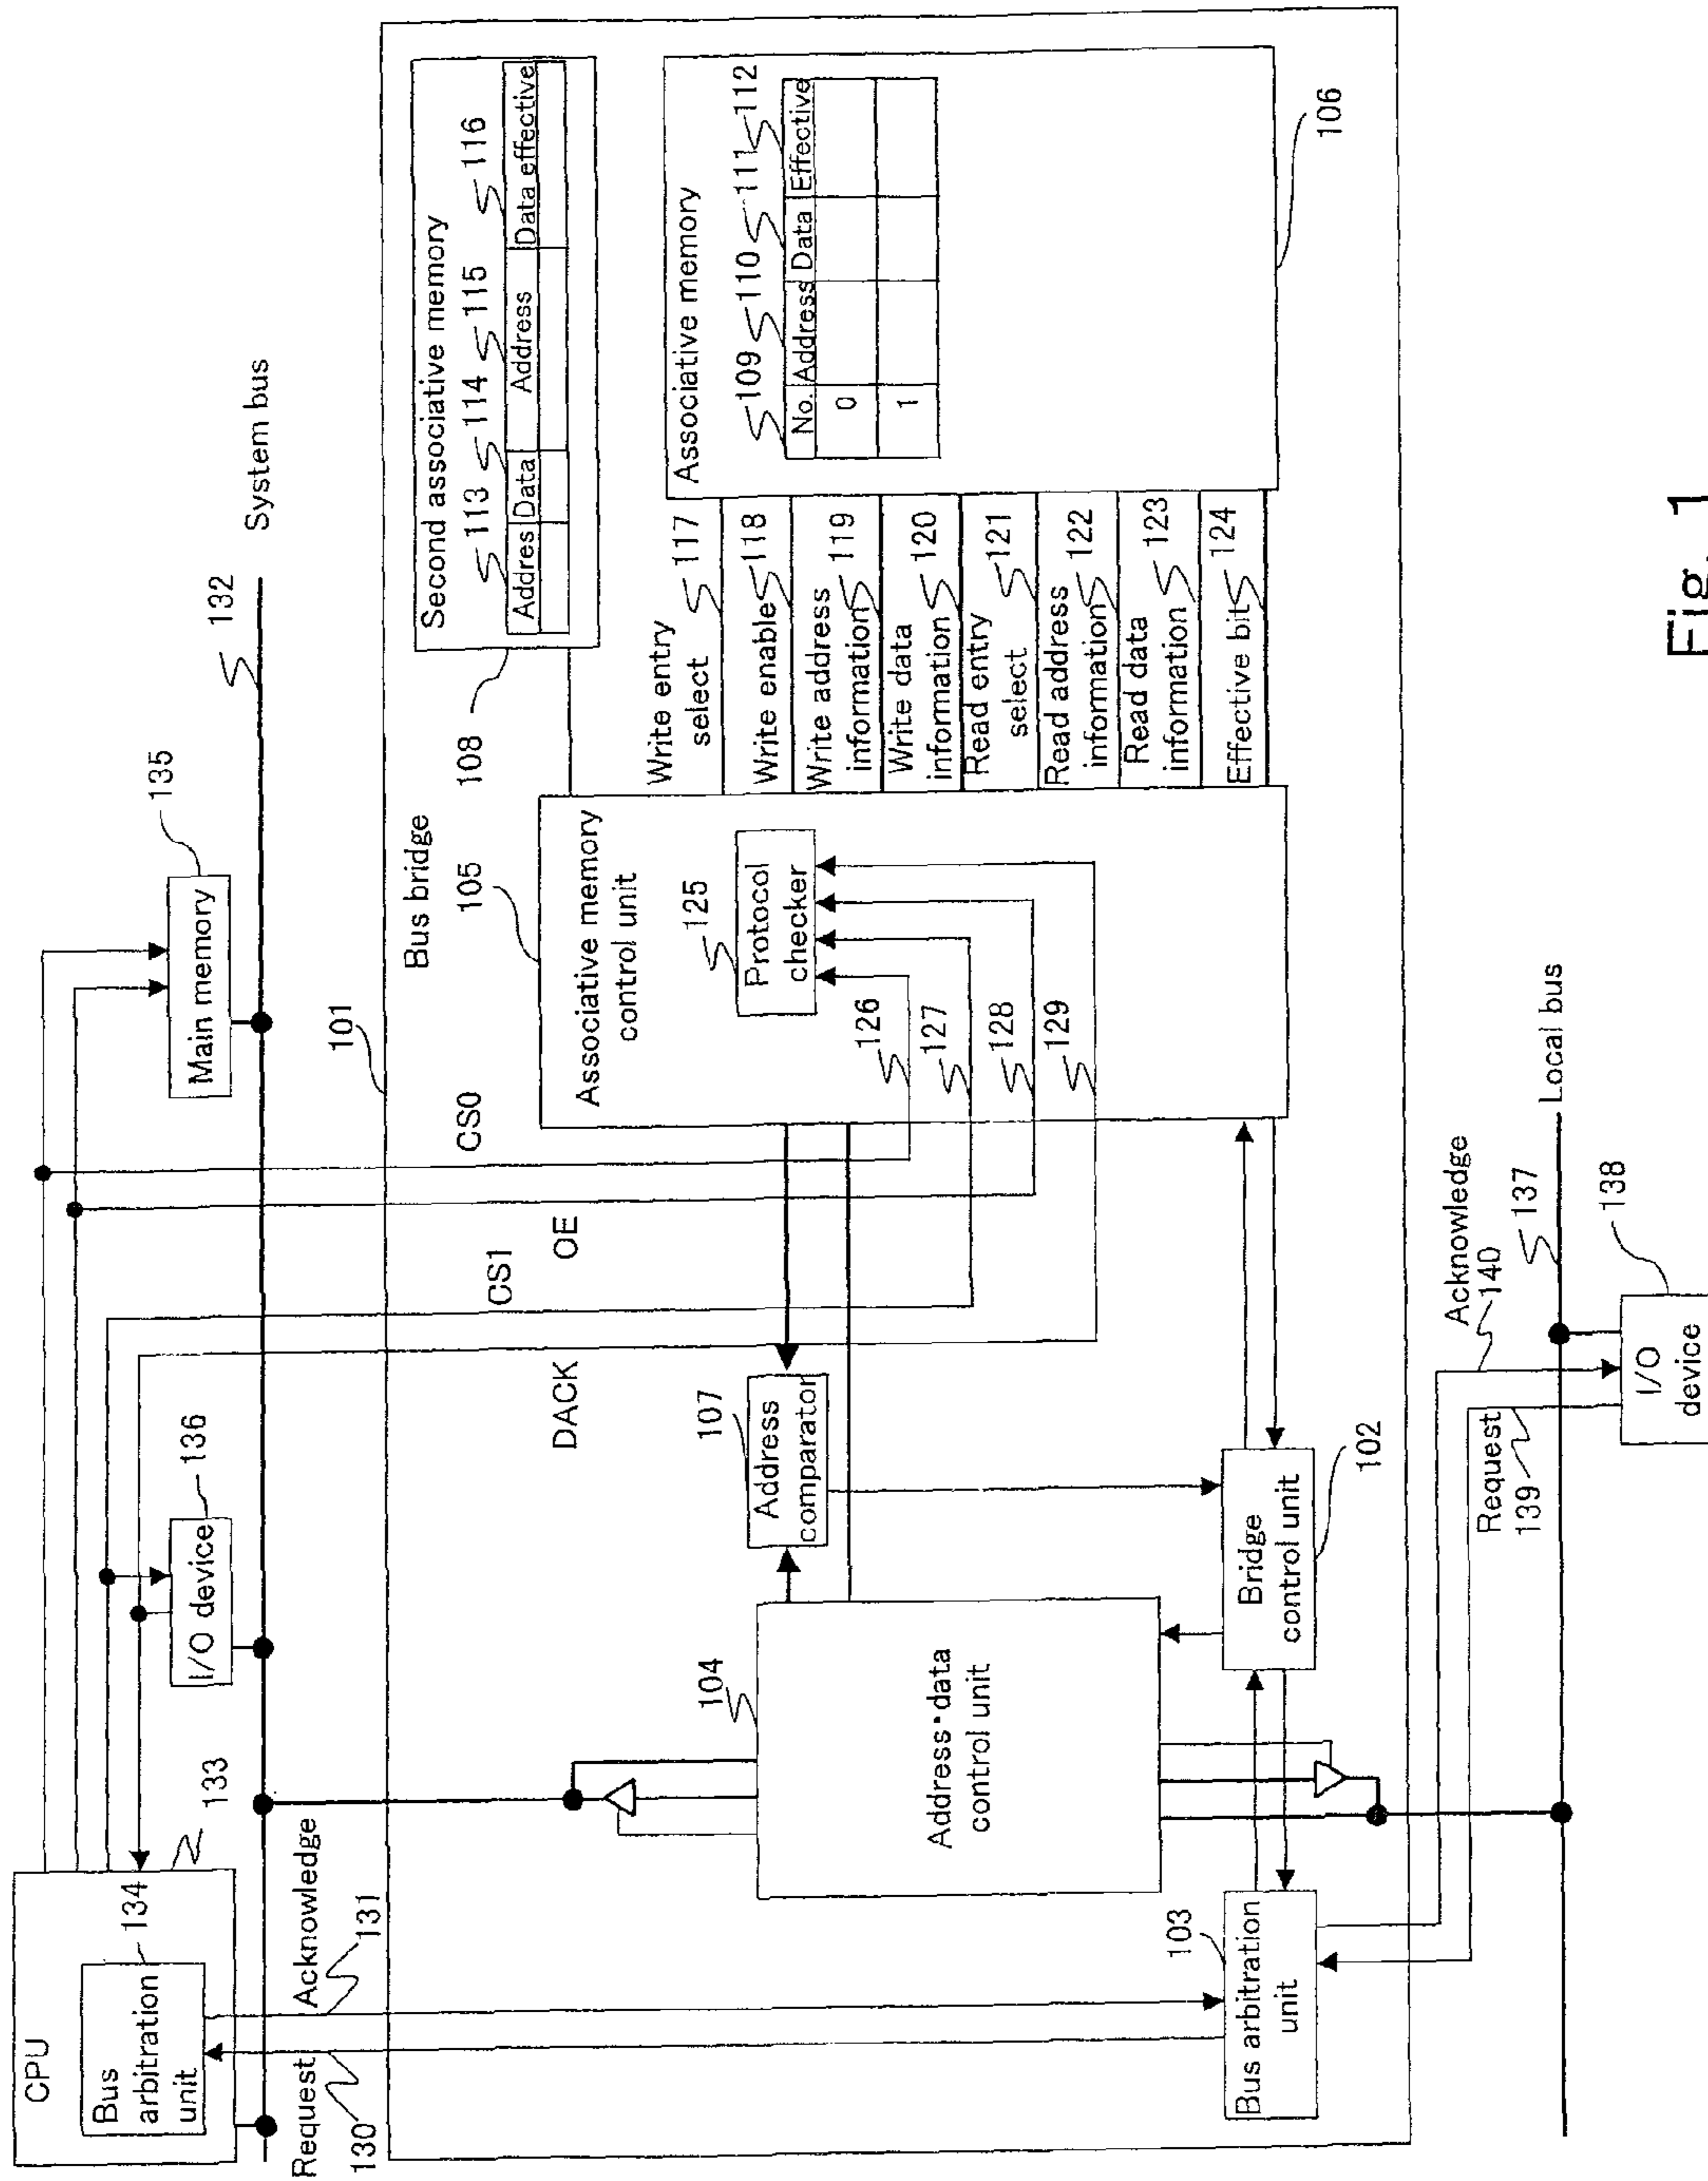 CPU
Bus
arbitration
unit
134
133
Request
130
Acknowledge
131
I/O device
136
Main memory
135
132
System bus
101
Bus bridge
DACK
CS1
OE
CS0
108
Second associative memory
113
114
115
116
Addres
Data
Address
Data effective
105
Associative memory
control unit
125
Protocol
checker
126
127
128
129
Write entry
select
117
Write enable
118
Write address
information
119
Write data
information
120
Read entry
select
121
Read address
information
122
Read data
information
123
Effective bit
124
Associative memory
109
110
111
112
No.
Address
Data
Effective
0
1
106
104
Address・data
control unit
107
Address
comparator
103
Bus arbitration
unit
Bridge
control unit
102
Request
139
Acknowledge
140
137
Local bus
138
I/O
device
Fig. 1